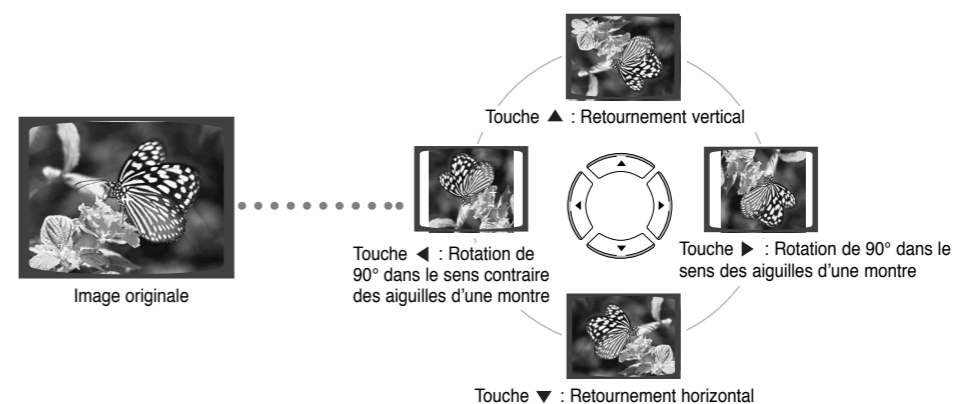 Touche ▲ : Retournement vertical
Image originale
Touche ◀ : Rotation de
90° dans le sens contraire
des aiguilles d’une montre
Touche ▶ : Rotation de 90° dans le
sens des aiguilles d’une montre
Touche ▼ : Retournement horizontal